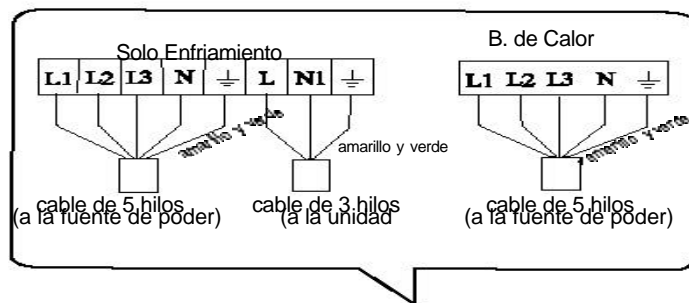 Solo Enfriamiento
B. de Calor
L1 L2 L3 N L N1
L1 L2 L3 N
amarillo y verde
amarillo y verde
amarillo y verde
cable de 5 hilos
(a la fuente de poder)
cable de 3 hilos
(a la unidad
cable de 5 hilos
(a la fuente de poder)